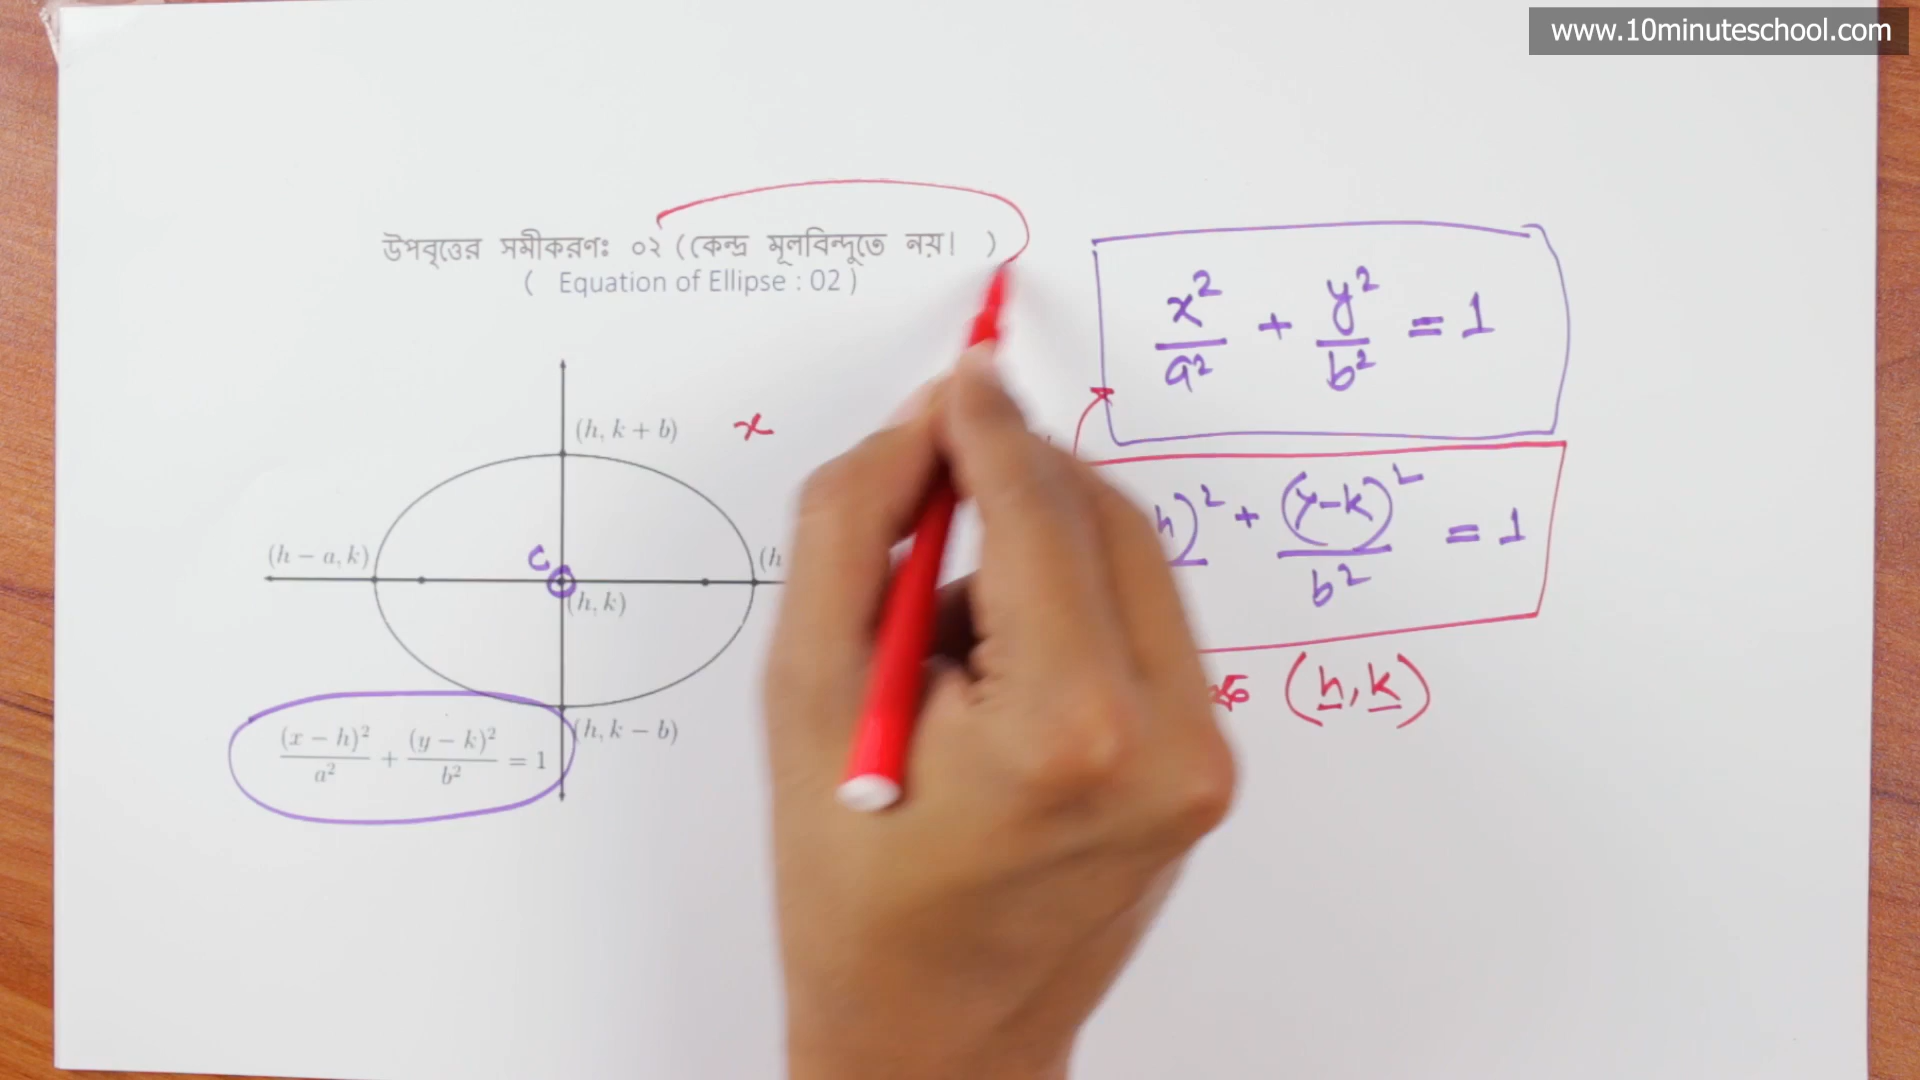 www.10minuteschool.com
উপবৃত্তের সমীকরণঃ ০২ (কেন্দ্র মূলবিন্দুতে নয়। )
( Equation of Ellipse : 02 )
x²/a² + y²/b² = 1
(h, k + b)
x
h)² + (y-k)²/b² = 1
(h − a, k)
C
(h
(h, k)
(h, k)
(h, k − b)
(x − h)²/a² + (y − k)²/b² = 1